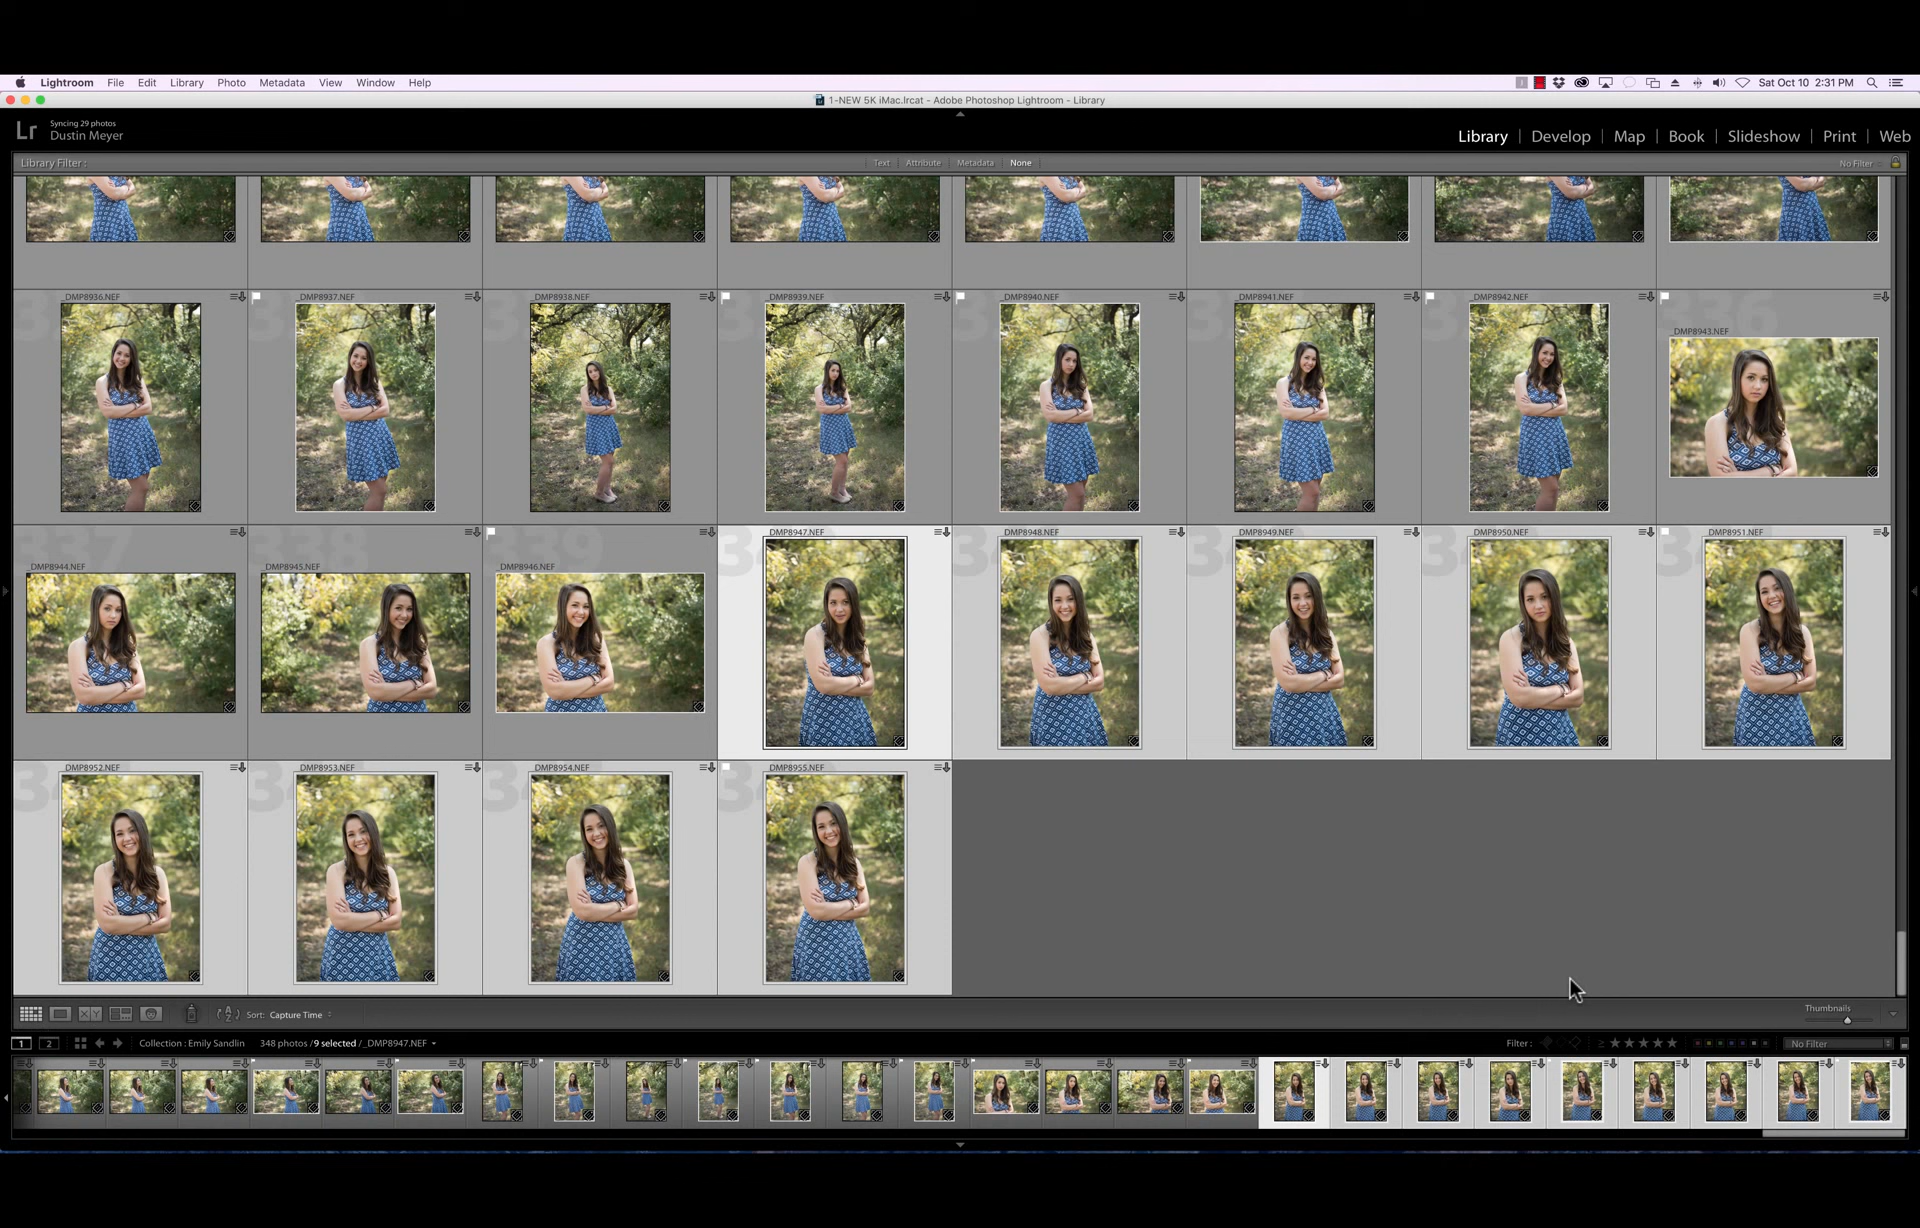 Lightroom File Edit Library Photo Metadata View Window Help Sat Oct 10 2:31 PM
1-NEW 5K iMac.lrcat - Adobe Photoshop Lightroom - Library
Lr
Syncing 29 photos
Dustin Meyer
Library | Develop | Map | Book | Slideshow | Print | Web
Library Filter : Text Attribute Metadata None No Filter
_DMP8936.NEF _DMP8937.NEF _DMP8938.NEF _DMP8939.NEF _DMP8940.NEF _DMP8941.NEF _DMP8942.NEF
336
_DMP8943.NEF
337 338 339
_DMP8947.NEF _DMP8948.NEF _DMP8949.NEF _DMP8950.NEF _DMP8951.NEF
_DMP8944.NEF _DMP8945.NEF _DMP8946.NEF
_DMP8952.NEF _DMP8953.NEF _DMP8954.NEF _DMP8955.NEF
X Y Sort: Capture Time Thumbnails
1 2 Collection : Emily Sandlin 348 photos / 9 selected / _DMP8947.NEF Filter : No Filter